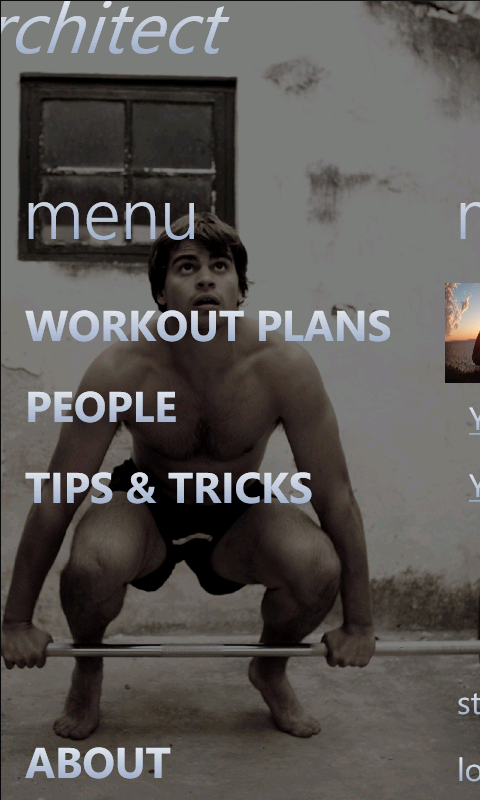 rchitect
menu
WORKOUT PLANS
PEOPLE
TIPS & TRICKS
ABOUT